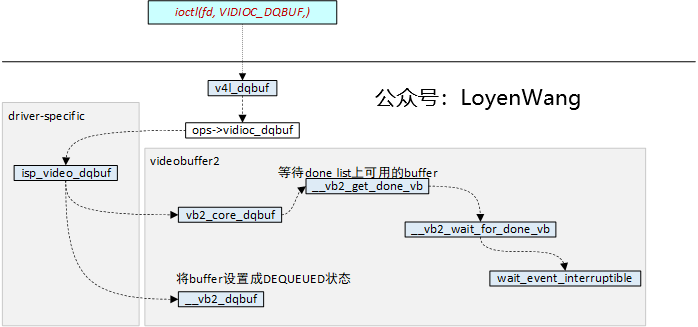 ioctl(fd, VIDIOC_DQBUF,)
v4l_dqbuf
公众号：LoyenWang
driver-specific
ops->vidioc_dqbuf
videobuffer2
isp_video_dqbuf
等待done list上可用的buffer
__vb2_get_done_vb
vb2_core_dqbuf
__vb2_wait_for_done_vb
wait_event_interruptible
将buffer设置成DEQUEUED状态
__vb2_dqbuf